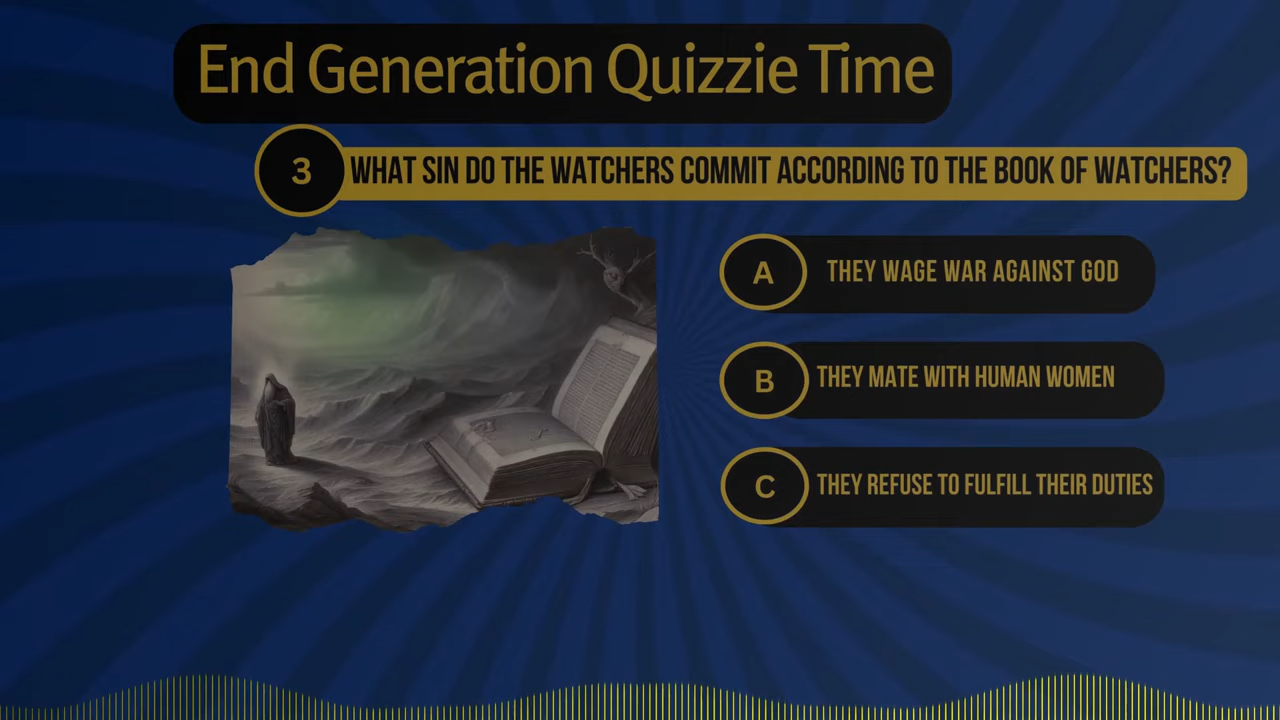 End Generation Quizzie Time
3
WHAT SIN DO THE WATCHERS COMMIT ACCORDING TO THE BOOK OF WATCHERS?
A
THEY WAGE WAR AGAINST GOD
B
THEY MATE WITH HUMAN WOMEN
C
THEY REFUSE TO FULFILL THEIR DUTIES